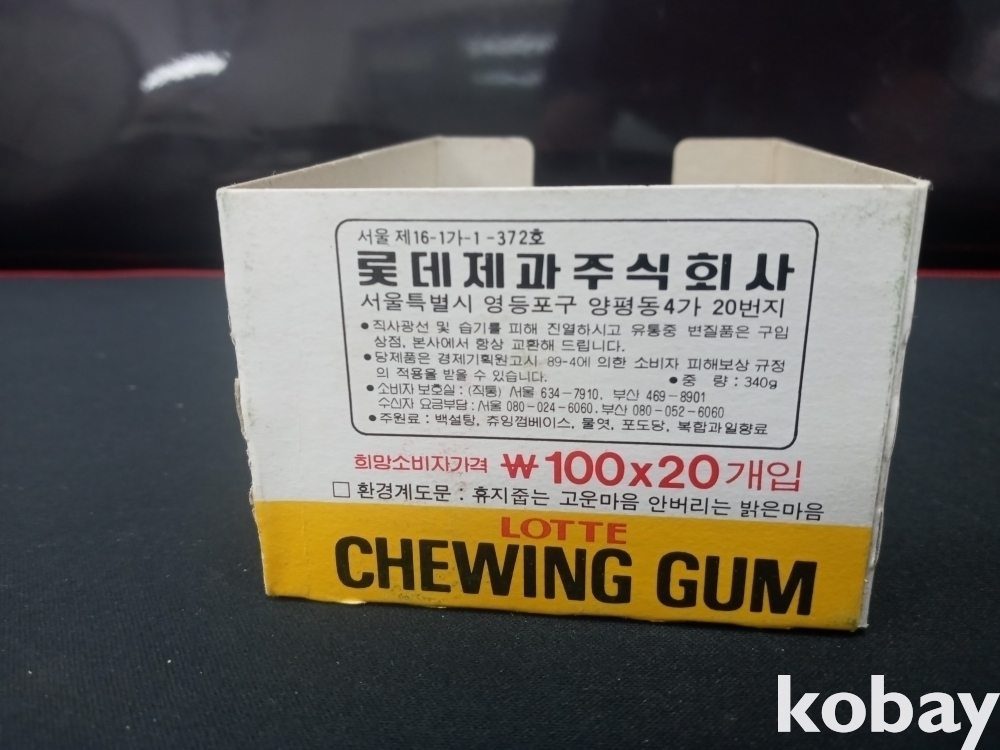 서울 제16-1가-1-372호
롯데제과주식회사
서울특별시 영등포구 양평동4가 20번지
●직사광선 및 습기를 피해 진열하시고 유통중 변질품은 구입
상점, 본사에서 항상 교환해 드립니다.
●당제품은 경제기획원고시 89-4에 의한 소비자 피해보상 규정
의 적용을 받을 수 있습니다. ●중 량 : 340g
●소비자 보호실 : (직통) 서울 634-7910, 부산 469-8901
수신자 요금부담 : 서울 080-024-6060, 부산 080-052-6060
●주원료 : 백설탕, 츄잉껌베이스, 물엿, 포도당, 복합과일향료
희망소비자가격 ₩100x20개입
□ 환경계도문 : 휴지줍는 고운마음 안버리는 밝은마음
LOTTE
CHEWING GUM
kobay